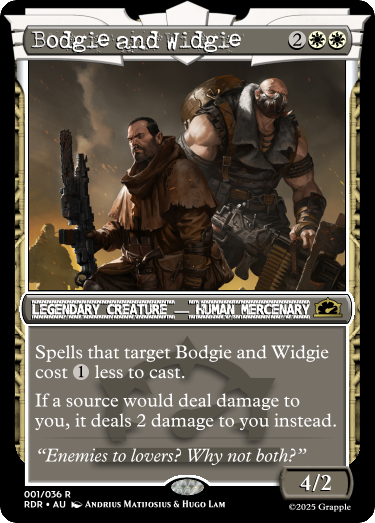 Bodgie and Widgie 2
LEGENDARY CREATURE — HUMAN MERCENARY
Spells that target Bodgie and Widgie
cost 1 less to cast.
If a source would deal damage to
you, it deals 2 damage to you instead.
“Enemies to lovers? Why not both?”
4/2
001/036 R
RDR • AU Andrius Matijosius & Hugo Lam
©2025 Grapple